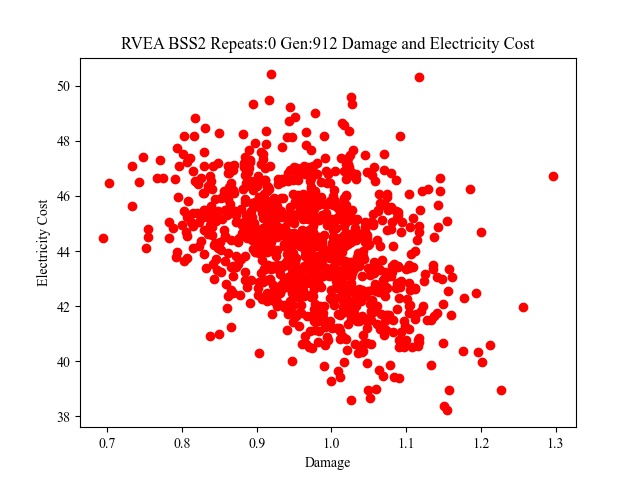 RVEA BSS2 Repeats:0 Gen:912 Damage and Electricity Cost
50
48
46
44
42
40
38
Electricity Cost
0.7 0.8 0.9 1.0 1.1 1.2 1.3
Damage